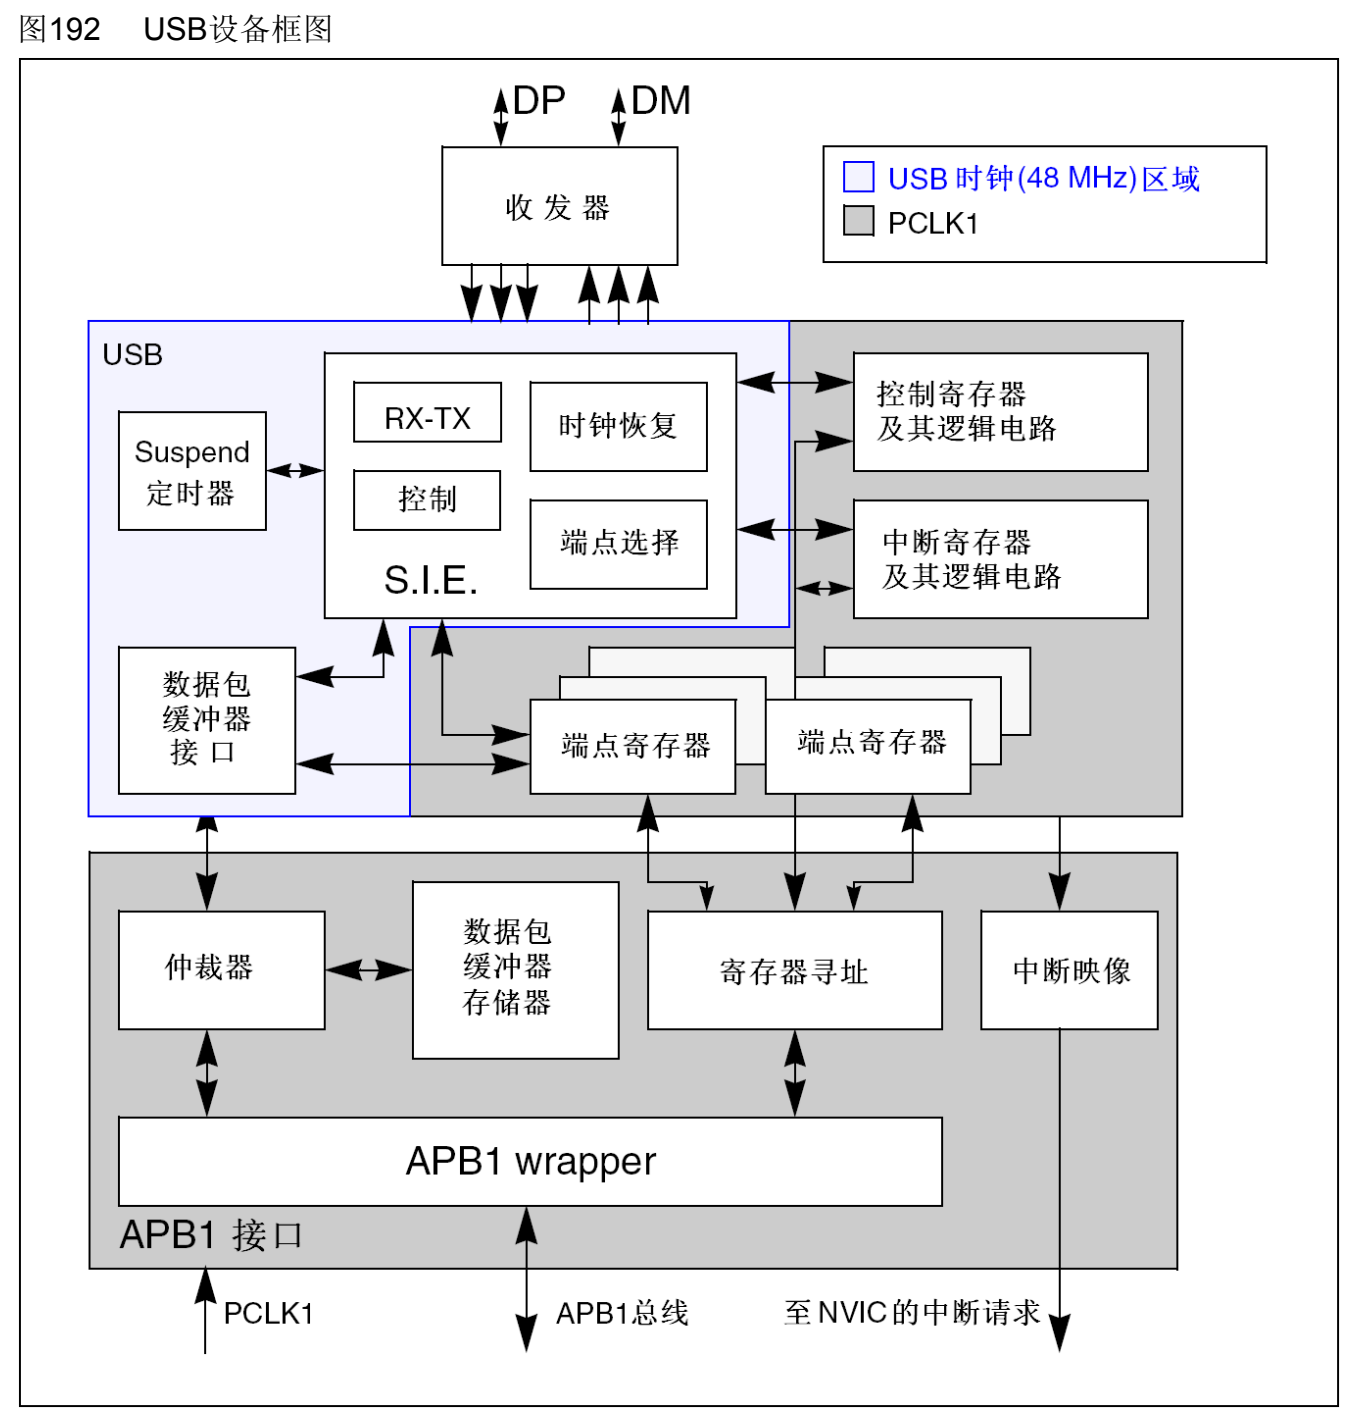 图192 USB设备框图
DP DM
收发器
USB时钟(48 MHz)区域
PCLK1
USB
RX-TX
时钟恢复
控制寄存器
及其逻辑电路
Suspend
定时器
控制
端点选择
中断寄存器
及其逻辑电路
S.I.E.
数据包
缓冲器
接口
端点寄存器
端点寄存器
仲裁器
数据包
缓冲器
存储器
寄存器寻址
中断映像
APB1 wrapper
APB1 接口
PCLK1
APB1总线
至NVIC的中断请求